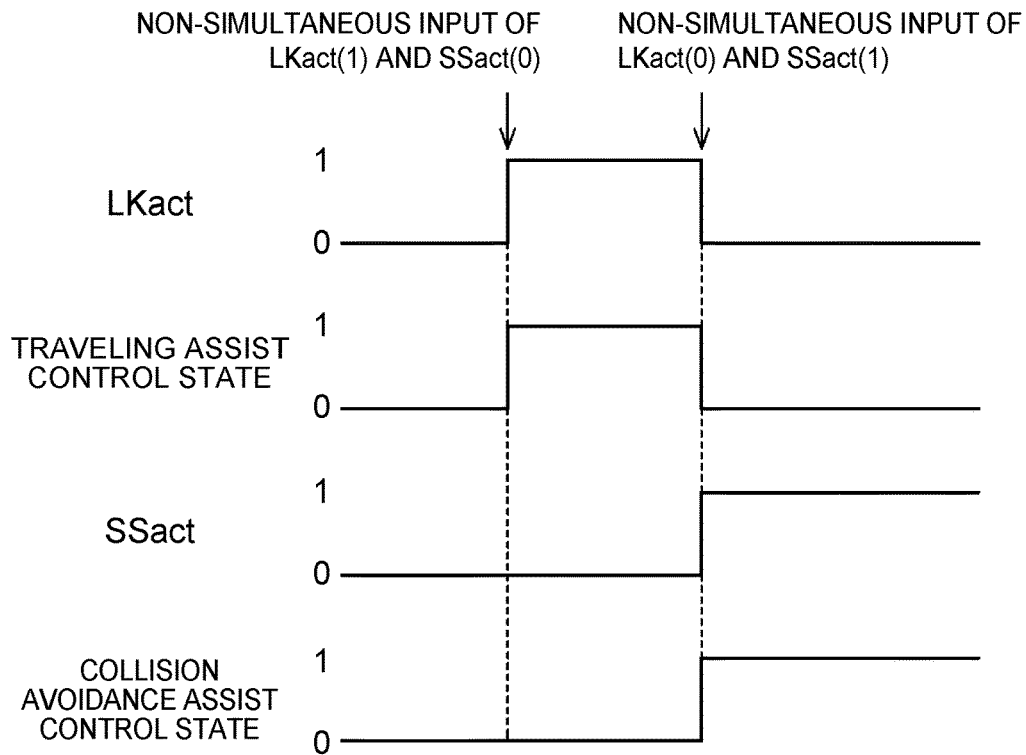 NON-SIMULTANEOUS INPUT OF
LKact(1) AND SSact(0)
NON-SIMULTANEOUS INPUT OF
LKact(0) AND SSact(1)
1
LKact
0
1
TRAVELING ASSIST
CONTROL STATE
0
1
SSact
0
1
COLLISION
AVOIDANCE ASSIST
CONTROL STATE
0